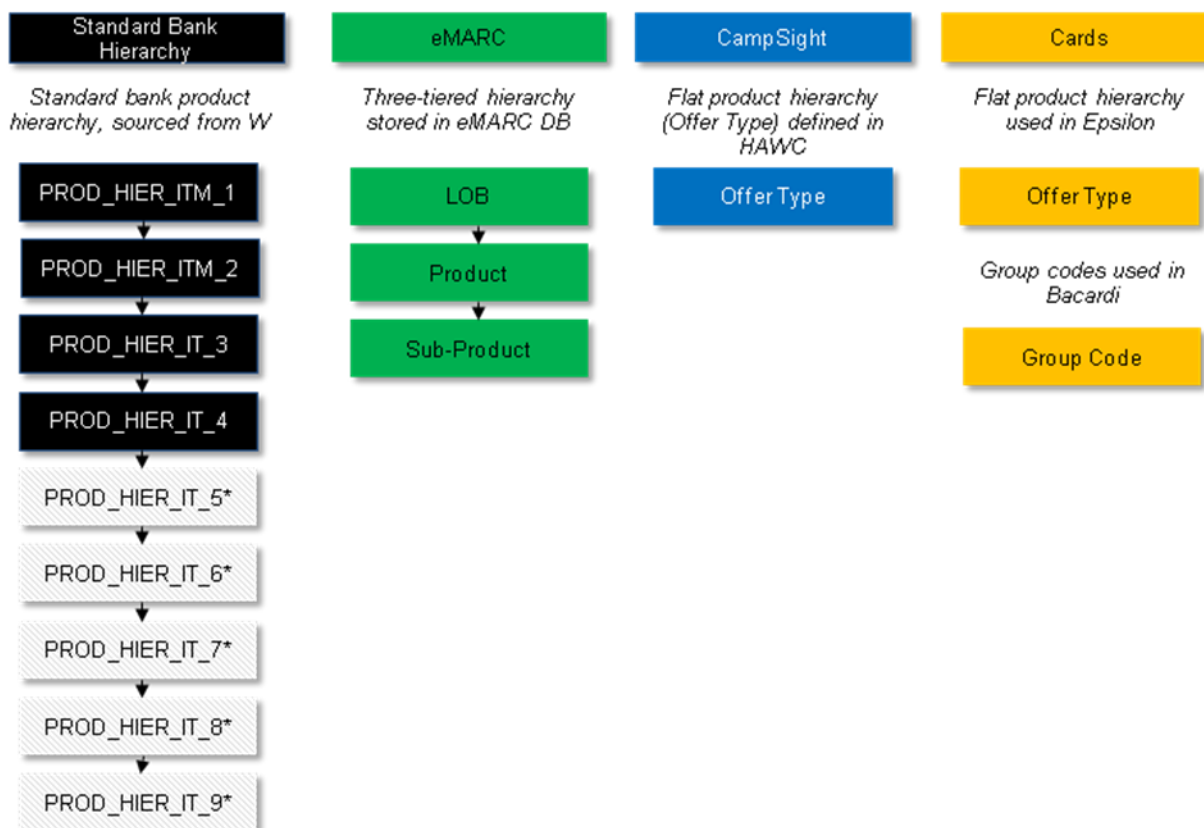 Standard Bank
Hierarchy
Standard bank product
hierarchy, sourced from W
PROD_HIER_ITM_1
PROD_HIER_ITM_2
PROD_HIER_IT_3
PROD_HIER_IT_4
PROD_HIER_IT_5*
PROD_HIER_IT_6*
PROD_HIER_IT_7*
PROD_HIER_IT_8*
PROD_HIER_IT_9*
eMARC
Three-tiered hierarchy
stored in eMARC DB
LOB
Product
Sub-Product
CampSight
Flat product hierarchy
(Offer Type) defined in
HAWC
Offer Type
Cards
Flat product hierarchy
used in Epsilon
Offer Type
Group codes used in
Bacardi
Group Code